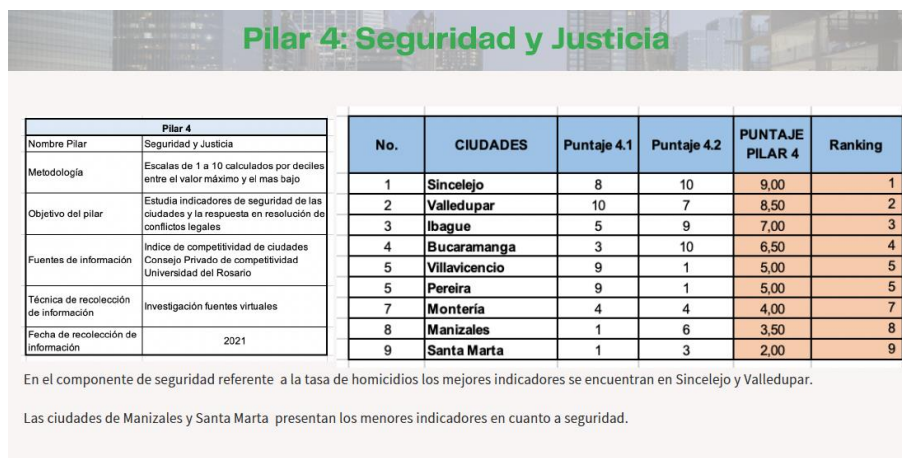 Pilar 4: Seguridad y Justicia
Pilar 4
Nombre Pilar Seguridad y Justicia
Metodología Escalas de 1 a 10 calculados por deciles
entre el valor máximo y el mas bajo
Objetivo del pilar Estudia indicadores de seguridad de las
ciudades y la respuesta en resolución de
conflictos legales
Fuentes de información Indice de competitividad de ciudades
Consejo Privado de competitividad
Universidad del Rosario
Técnica de recolección
de información Investigación fuentes virtuales
Fecha de recolección de
información 2021
No. CIUDADES Puntaje 4.1 Puntaje 4.2 PUNTAJE PILAR 4 Ranking
1 Sincelejo 8 10 9,00 1
2 Valledupar 10 7 8,50 2
3 Ibague 5 9 7,00 3
4 Bucaramanga 3 10 6,50 4
5 Villavicencio 9 1 5,00 5
5 Pereira 9 1 5,00 5
7 Montería 4 4 4,00 7
8 Manizales 1 6 3,50 8
9 Santa Marta 1 3 2,00 9
En el componente de seguridad referente a la tasa de homicidios los mejores indicadores se encuentran en Sincelejo y Valledupar.
Las ciudades de Manizales y Santa Marta presentan los menores indicadores en cuanto a seguridad.